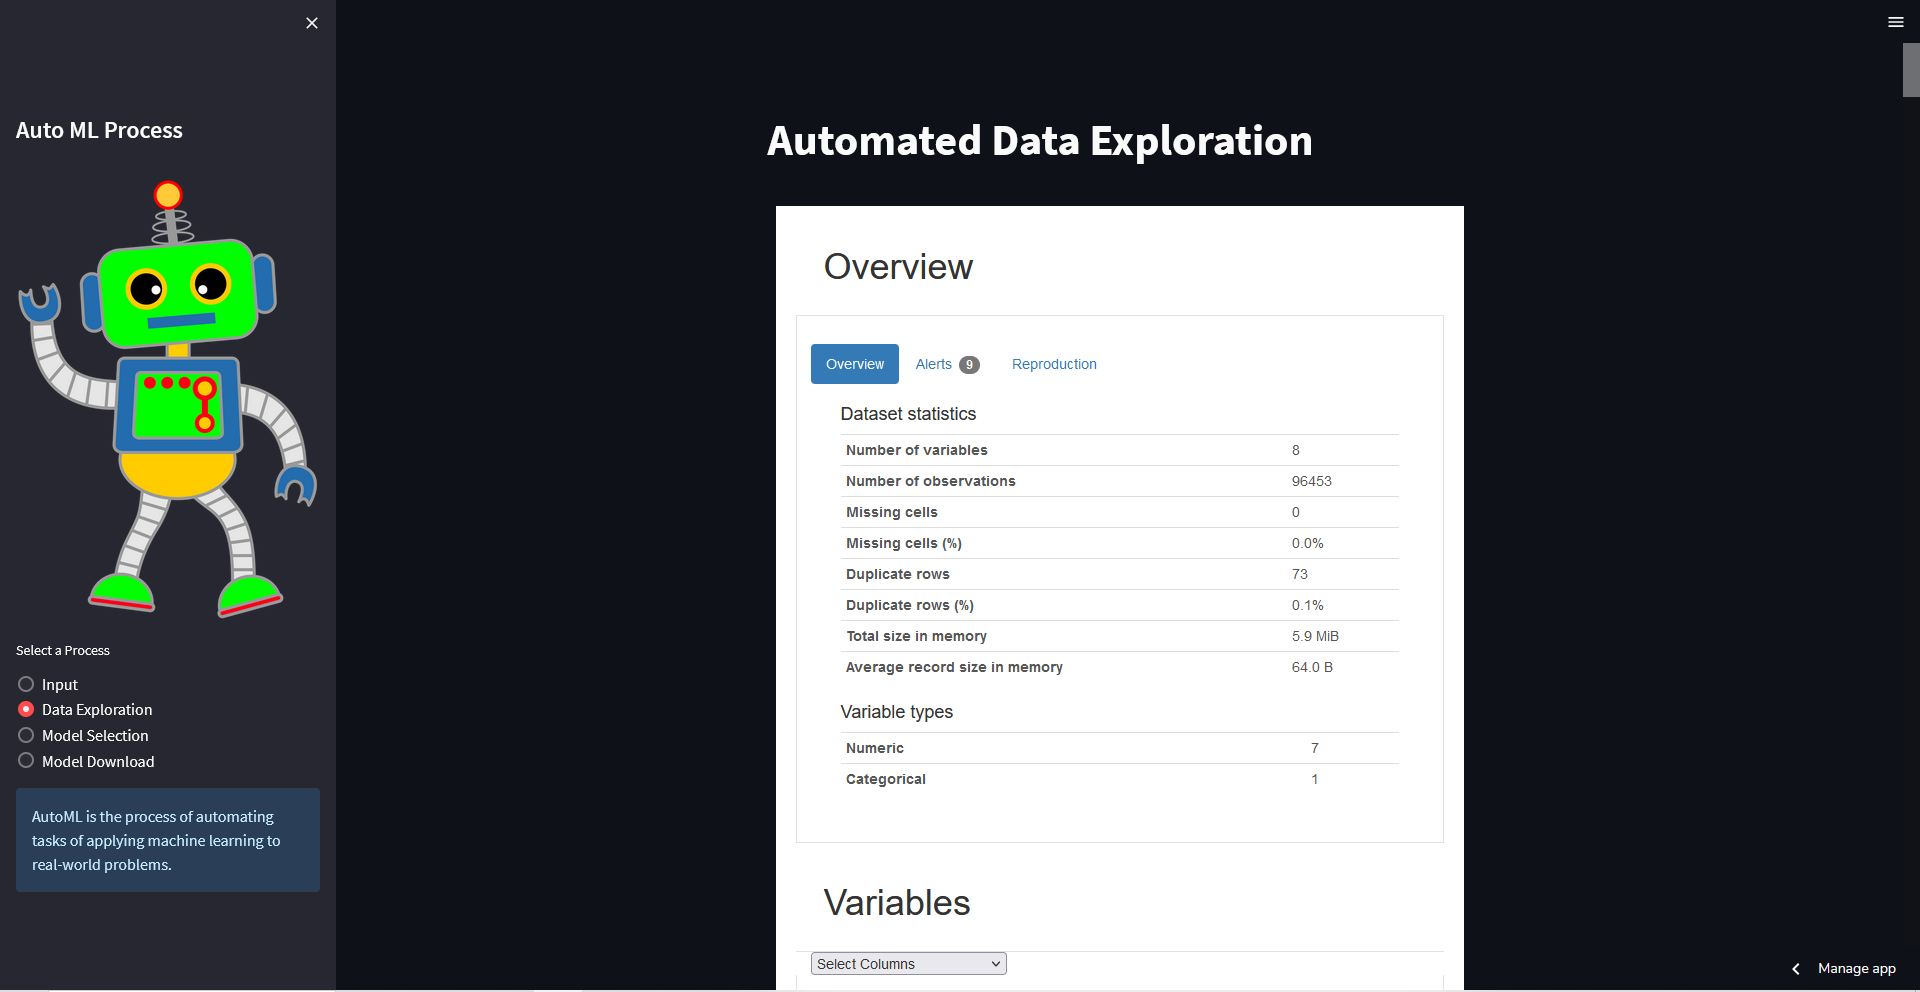 Auto ML Process
Select a Process
Input
Data Exploration
Model Selection
Model Download
AutoML is the process of automating
tasks of applying machine learning to
real-world problems.
Automated Data Exploration
Overview
Overview Alerts 9 Reproduction
Dataset statistics
Number of variables 8
Number of observations 96453
Missing cells 0
Missing cells (%) 0.0%
Duplicate rows 73
Duplicate rows (%) 0.1%
Total size in memory 5.9 MiB
Average record size in memory 64.0 B
Variable types
Numeric 7
Categorical 1
Variables
Select Columns
Manage app